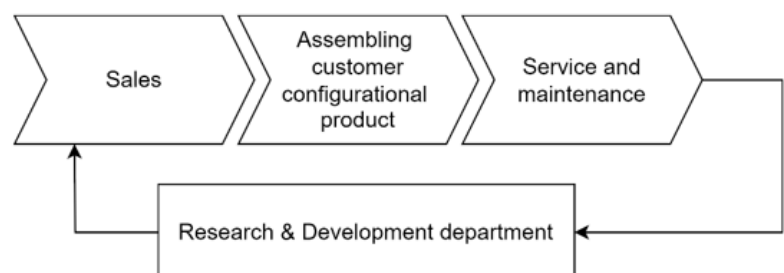 Sales
Assembling
customer
configurational
product
Service and
maintenance
Research & Development department